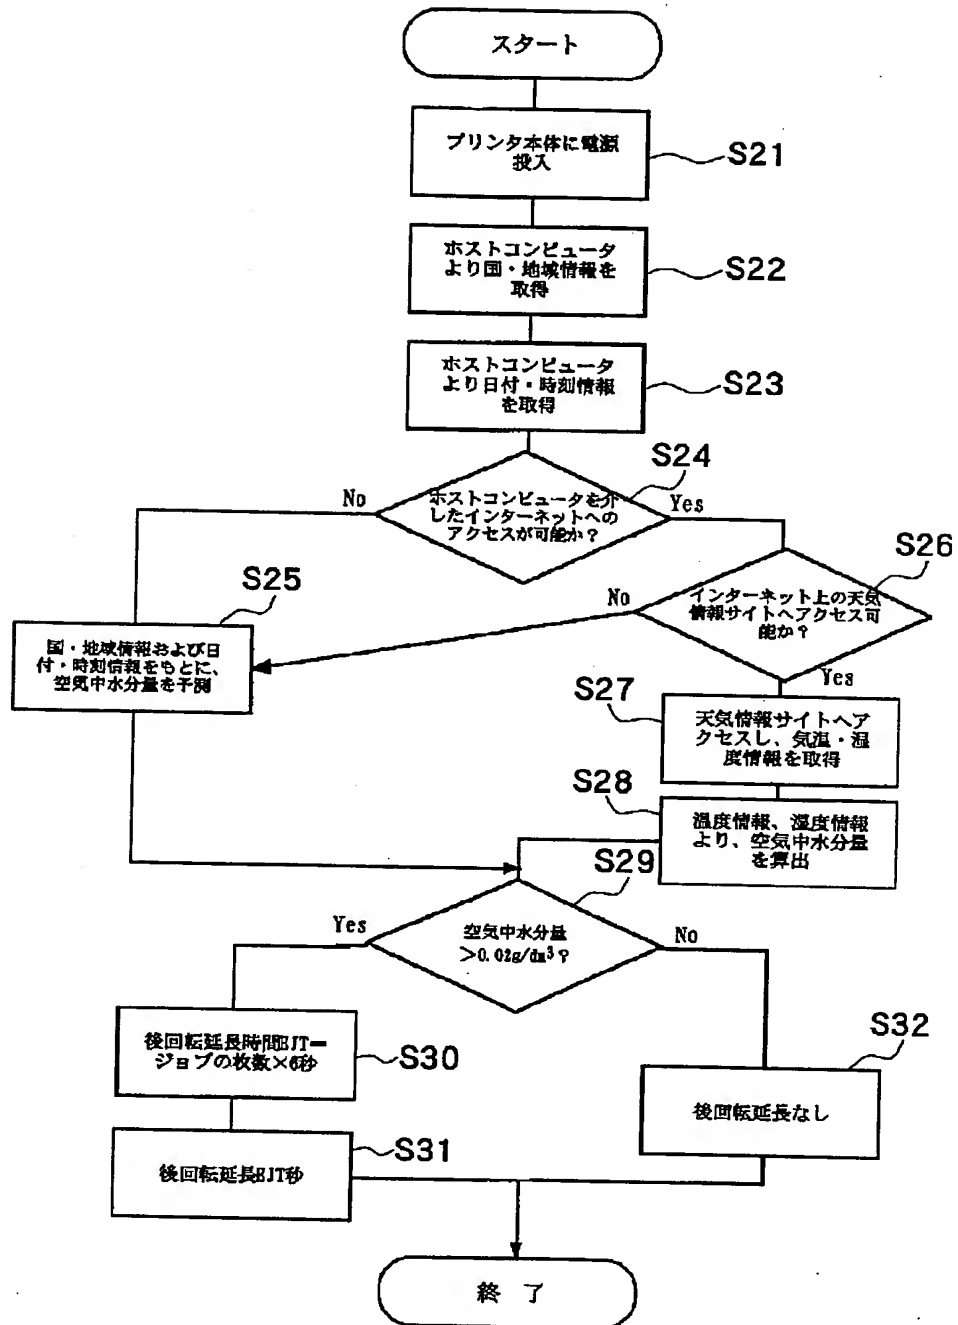 スタート
プリンタ本体に電源
投入
S21
ホストコンピュータ
より国・地域情報を
取得
S22
ホストコンピュータ
より日付・時刻情報
を取得
S23
S24
No
ホストコンピュータを介
したインターネットへの
アクセスが可能か？
Yes
S26
S25
No
インターネット上の天気
情報サイトへアクセス可
能か？
国・地域情報および日
付・時刻情報をもとに、
空気中水分量を予測
Yes
S27
天気情報サイトへア
クセスし、気温・湿
度情報を取得
S28
温度情報、湿度情報
より、空気中水分量
を算出
S29
Yes
空気中水分量
＞0.02g/dm³？
No
後回転延長時間EJT＝
ジョブの枚数×6秒
S30
S32
後回転延長なし
後回転延長EJT秒
S31
終 了